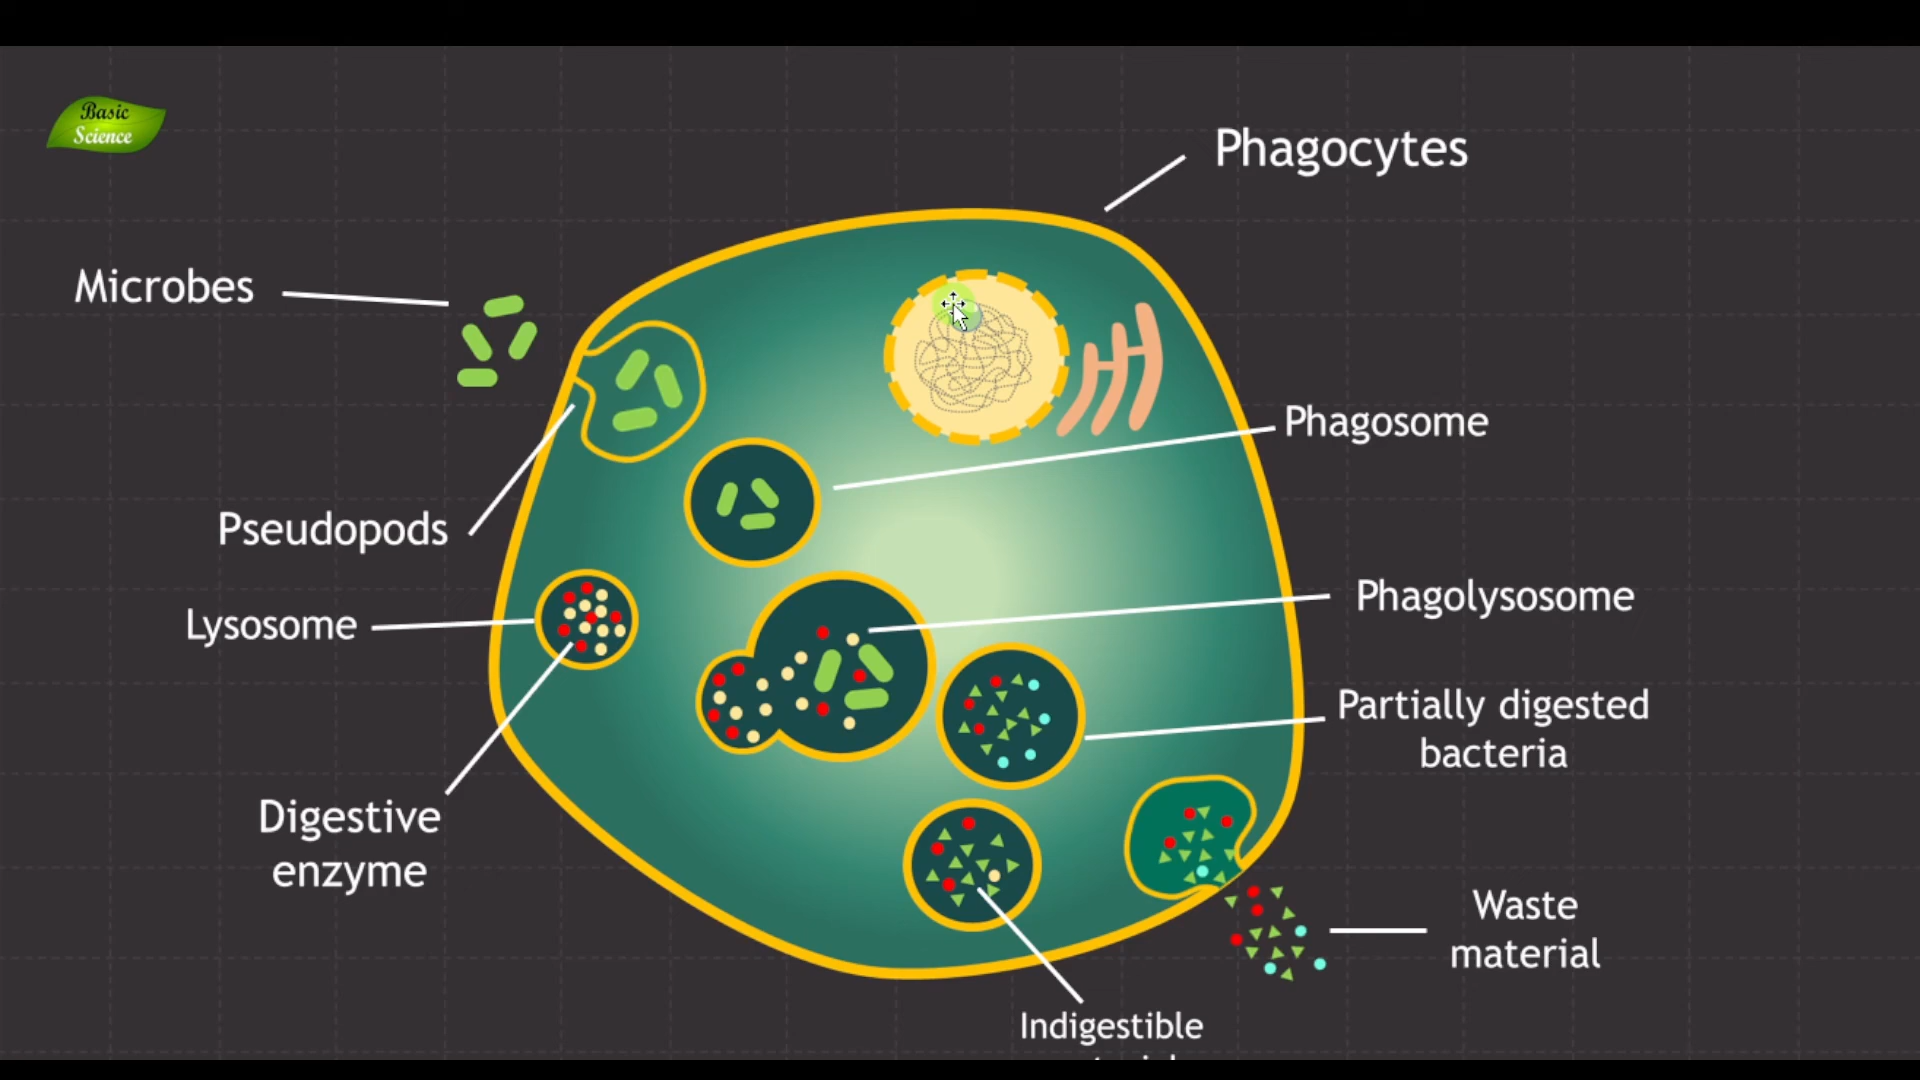 Basic
Science
Phagocytes
Microbes
Phagosome
Pseudopods
Phagolysosome
Lysosome
Partially digested
bacteria
Digestive
enzyme
Waste
material
Indigestible